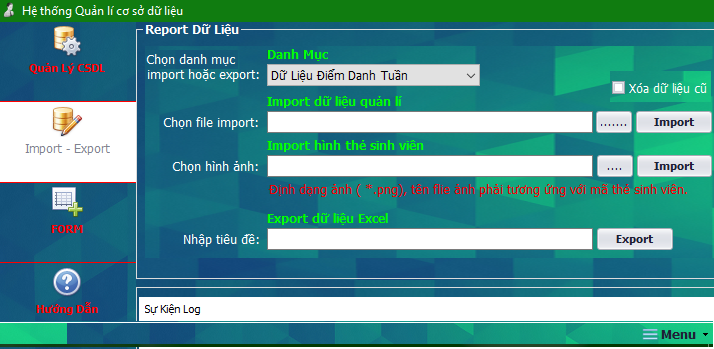 Hệ thống Quản lí cơ sở dữ liệu
Quản Lý CSDL
Import - Export
FORM
Hướng Dẫn
Report Dữ Liệu
Chọn danh mục
import hoặc export:
Danh Mục
Dữ Liệu Điểm Danh Tuần
Xóa dữ liệu cũ
Import dữ liệu quản lí
Chọn file import:
.......
Import
Import hình thẻ sinh viên
Chọn hình ảnh:
....
Import
Định dạng ảnh ( *.png), tên file ảnh phải tương ứng với mã thẻ sinh viên.
Export dữ liệu Excel
Nhập tiêu đề:
Export
Sự Kiện Log
Menu